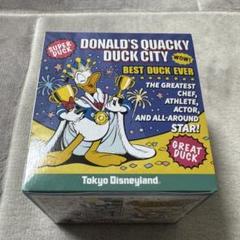 SUPER
DUCK
DONALD'S QUACKY
DUCK CITY
WOW!
BEST DUCK EVER
THE GREATEST
CHEF,
ATHLETE,
ACTOR,
AND ALL-AROUND
STAR!
GREAT
DUCK
Tokyo Disneyland